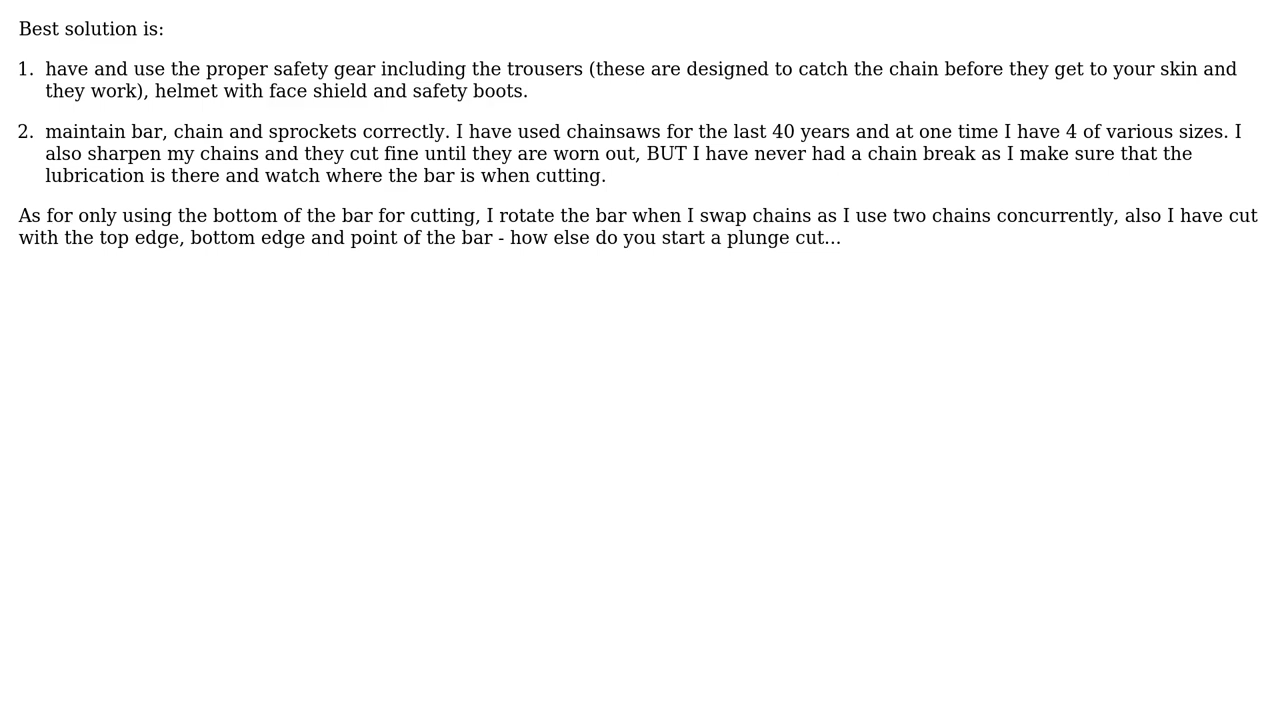 Best solution is:
1. have and use the proper safety gear including the trousers (these are designed to catch the chain before they get to your skin and
they work), helmet with face shield and safety boots.
2. maintain bar, chain and sprockets correctly. I have used chainsaws for the last 40 years and at one time I have 4 of various sizes. I
also sharpen my chains and they cut fine until they are worn out, BUT I have never had a chain break as I make sure that the
lubrication is there and watch where the bar is when cutting.
As for only using the bottom of the bar for cutting, I rotate the bar when I swap chains as I use two chains concurrently, also I have cut
with the top edge, bottom edge and point of the bar - how else do you start a plunge cut...